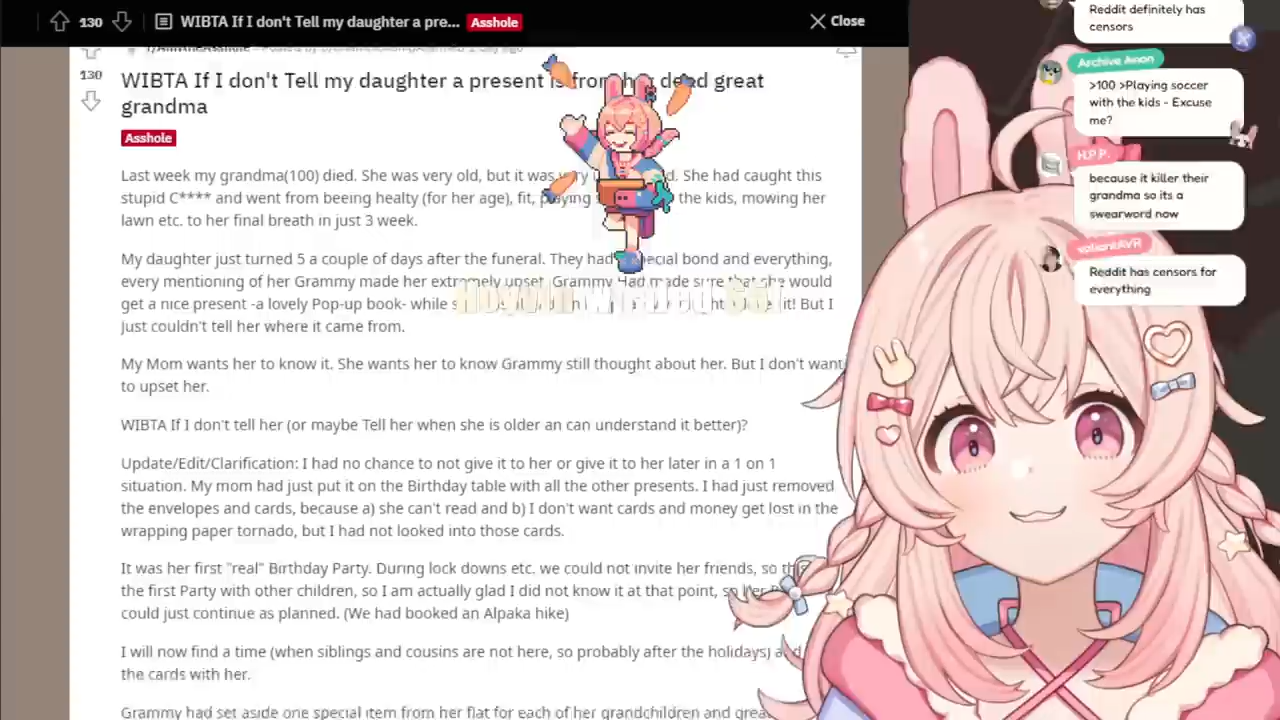 130
WIBTA If I don't Tell my daughter a pre...
Asshole
Close
130
WIBTA If I don't Tell my daughter a present is from her dead great
grandma
Asshole
Last week my grandma(100) died. She was very old, but it was very d. She had caught this
stupid C**** and went from beeing healty (for her age), fit, playing the kids, mowing her
lawn etc. to her final breath in just 3 week.
My daughter just turned 5 a couple of days after the funeral. They had special bond and everything,
every mentioning of her Grammy made her extremely upset. Grammy Had made sure that she would
get a nice present -a lovely Pop-up book- while it! But I
just couldn't tell her where it came from.
My Mom wants her to know it. She wants her to know Grammy still thought about her. But I don't want
to upset her.
WIBTA If I don't tell her (or maybe Tell her when she is older an can understand it better)?
Update/Edit/Clarification: I had no chance to not give it to her or give it to her later in a 1 on 1
situation. My mom had just put it on the Birthday table with all the other presents. I had just removed
the envelopes and cards, because a) she can't read and b) I don't want cards and money get lost in the
wrapping paper tornado, but I had not looked into those cards.
It was her first "real" Birthday Party. During lock downs etc. we could not invite her friends, so
the first Party with other children, so I am actually glad I did not know it at that point, so her
could just continue as planned. (We had booked an Alpaka hike)
I will now find a time (when siblings and cousins are not here, so probably after the holidays)
the cards with her.
Grammy had set aside one special item from her flat for each of her grandchildren and
Reddit definitely has
censors
Archive Anon
>100 >Playing soccer
with the kids - Excuse
me?
H.P.P.
because it killer their
grandma so its a
swearword now
valiantAVR
Reddit has censors for
everything